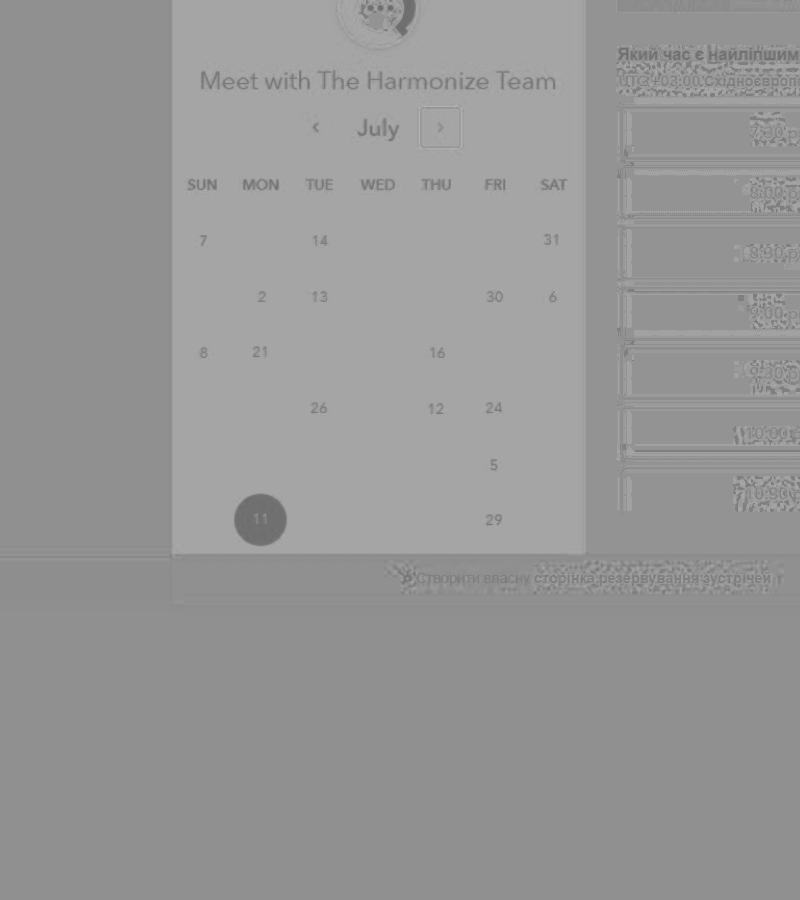 Meet with The Harmonize Team
‹ July ›
SUN MON TUE WED THU FRI SAT
7 14 31
2 13 30 6
8 21 16
26 12 24
5
11 29
Який час є найліпшим
UTC +03:00
7:30 p
8:00 p
8:30 p
9:00 p
9:30 p
10:00
10:30
Створити власну сторінка резервування зустрічей